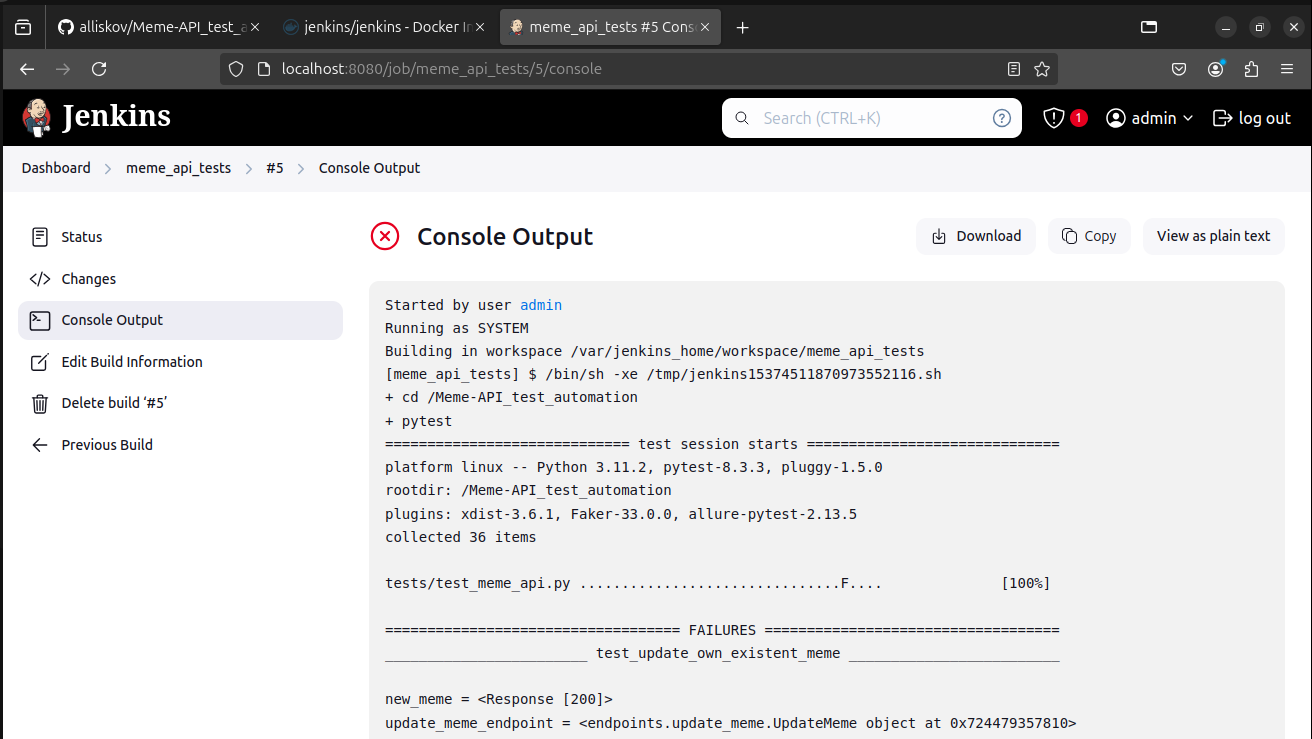 alliskov/Meme-API_test_a
jenkins/jenkins - Docker In
meme_api_tests #5 Cons
localhost:8080/job/meme_api_tests/5/console
Jenkins
Search (CTRL+K)
?
1
admin
log out
Dashboard
meme_api_tests
#5
Console Output
Status
Changes
Console Output
Edit Build Information
Delete build ‘#5’
Previous Build
Console Output
Download
Copy
View as plain text
Started by user admin
Running as SYSTEM
Building in workspace /var/jenkins_home/workspace/meme_api_tests
[meme_api_tests] $ /bin/sh -xe /tmp/jenkins15374511870973552116.sh
+ cd /Meme-API_test_automation
+ pytest
============================= test session starts ==============================
platform linux -- Python 3.11.2, pytest-8.3.3, pluggy-1.5.0
rootdir: /Meme-API_test_automation
plugins: xdist-3.6.1, Faker-33.0.0, allure-pytest-2.13.5
collected 36 items
tests/test_meme_api.py ...............................F.... [100%]
=================================== FAILURES ===================================
________________________ test_update_own_existent_meme _________________________
new_meme = <Response [200]>
update_meme_endpoint = <endpoints.update_meme.UpdateMeme object at 0x724479357810>